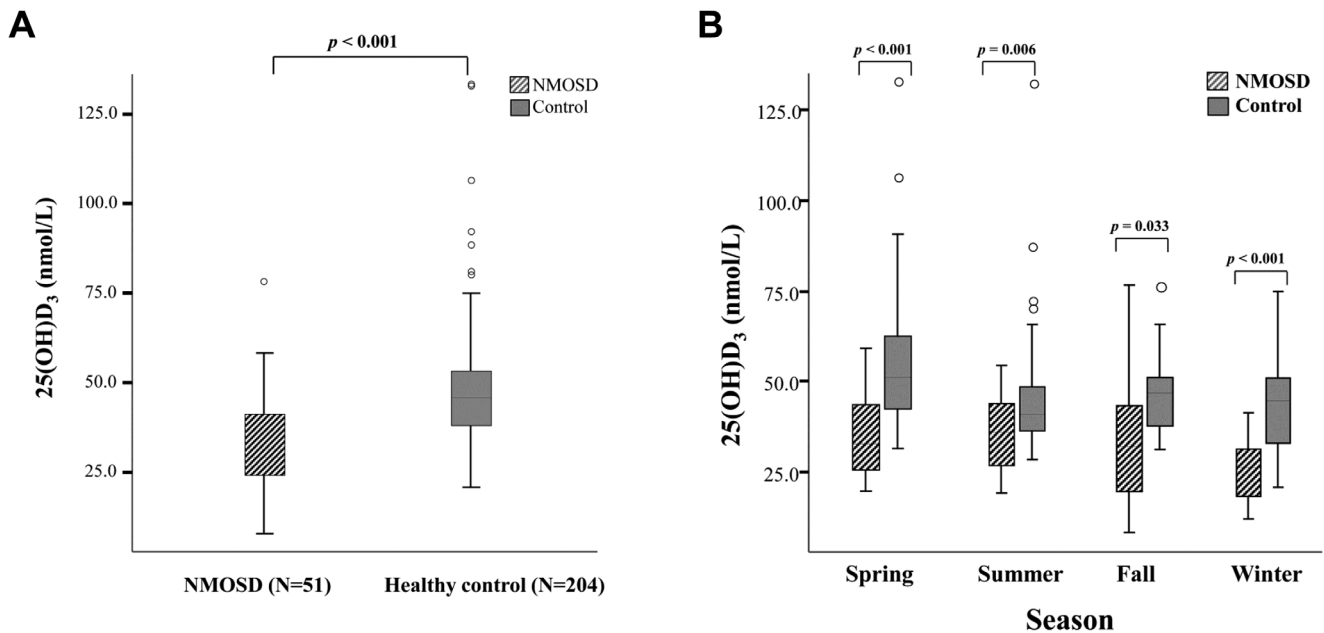 A
p < 0.001
NMOSD
Control
125.0
100.0
75.0
50.0
25.0
25(OH)D3 (nmol/L)
NMOSD (N=51)
Healthy control (N=204)
B
p < 0.001
p = 0.006
p = 0.033
p < 0.001
NMOSD
Control
125.0
100.0
75.0
50.0
25.0
25(OH)D3 (nmol/L)
Spring
Summer
Fall
Winter
Season